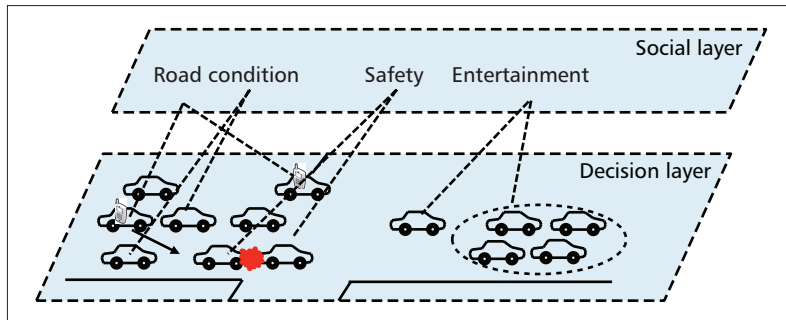 Social layer
Road condition Safety Entertainment
Decision layer